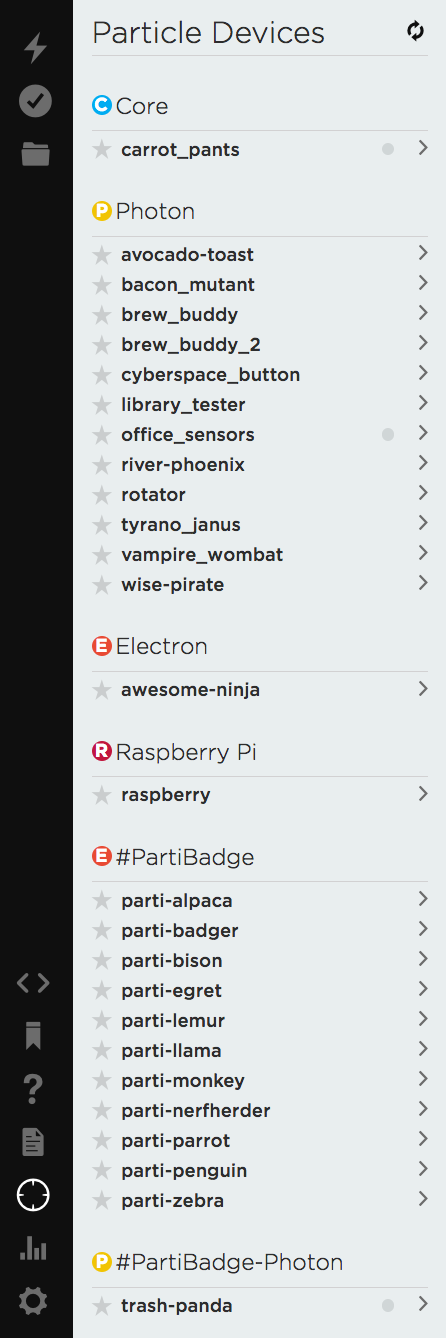 Particle Devices
C Core
carrot_pants
P Photon
avocado-toast
bacon_mutant
brew_buddy
brew_buddy_2
cyberspace_button
library_tester
office_sensors
river-phoenix
rotator
tyrano_janus
vampire_wombat
wise-pirate
E Electron
awesome-ninja
R Raspberry Pi
raspberry
E #PartiBadge
parti-alpaca
parti-badger
parti-bison
parti-egret
parti-lemur
parti-llama
parti-monkey
parti-nerfherder
parti-parrot
parti-penguin
parti-zebra
P #PartiBadge-Photon
trash-panda